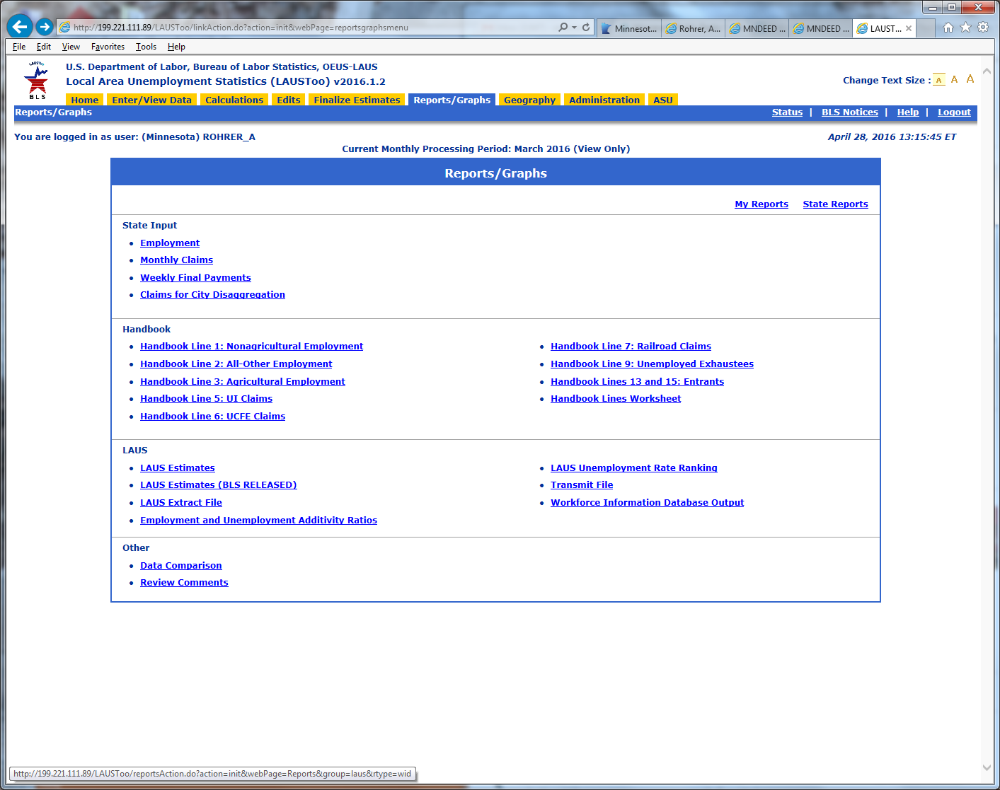 http://199.221.111.89/LAUSToo/linkAction.do?action=init&webPage=reportsgraphsmenu
Minnesot... Rohrer, A... MNDEED ... MNDEED ... LAUST...
File Edit View Favorites Tools Help
LAUSToo
BLS
U.S. Department of Labor, Bureau of Labor Statistics, OEUS-LAUS
Local Area Unemployment Statistics (LAUSToo) v2016.1.2
Change Text Size : A A A
Home Enter/View Data Calculations Edits Finalize Estimates Reports/Graphs Geography Administration ASU
Reports/Graphs Status | BLS Notices | Help | Logout
You are logged in as user: (Minnesota) ROHRER_A April 28, 2016 13:15:45 ET
Current Monthly Processing Period: March 2016 (View Only)
Reports/Graphs
My Reports State Reports
State Input
• Employment
• Monthly Claims
• Weekly Final Payments
• Claims for City Disaggregation
Handbook
• Handbook Line 1: Nonagricultural Employment
• Handbook Line 2: All-Other Employment
• Handbook Line 3: Agricultural Employment
• Handbook Line 5: UI Claims
• Handbook Line 6: UCFE Claims
• Handbook Line 7: Railroad Claims
• Handbook Line 9: Unemployed Exhaustees
• Handbook Lines 13 and 15: Entrants
• Handbook Lines Worksheet
LAUS
• LAUS Estimates
• LAUS Estimates (BLS RELEASED)
• LAUS Extract File
• Employment and Unemployment Additivity Ratios
• LAUS Unemployment Rate Ranking
• Transmit File
• Workforce Information Database Output
Other
• Data Comparison
• Review Comments
http://199.221.111.89/LAUSToo/reportsAction.do?action=init&webPage=Reports&group=laus&rtype=wid